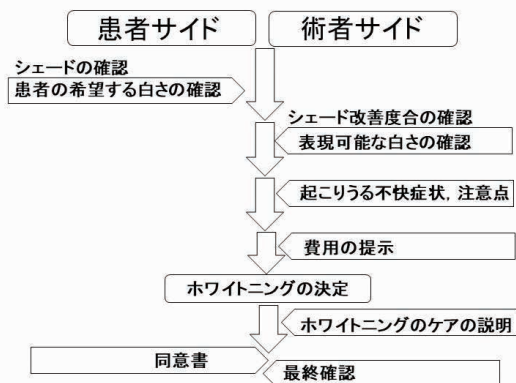 患者サイド
術者サイド
シェードの確認
患者の希望する白さの確認
シェード改善度合の確認
表現可能な白さの確認
起こりうる不快症状, 注意点
費用の提示
ホワイトニングの決定
ホワイトニングのケアの説明
同意書
最終確認